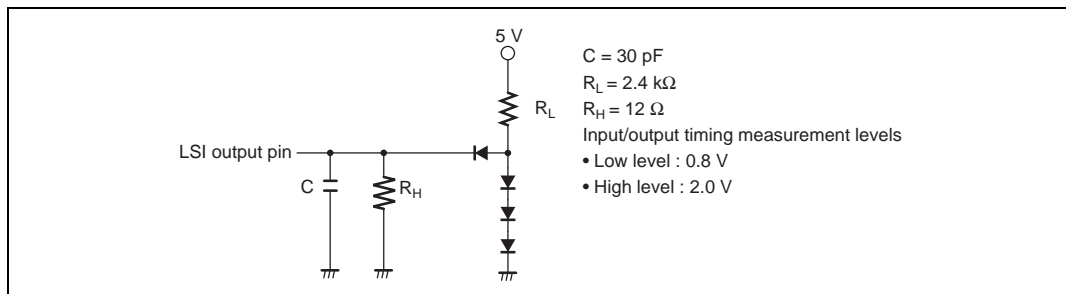 5 V
C = 30 pF
R_L = 2.4 kΩ
R_H = 12 Ω
Input/output timing measurement levels
• Low level : 0.8 V
• High level : 2.0 V
R_L
LSI output pin
C
R_H